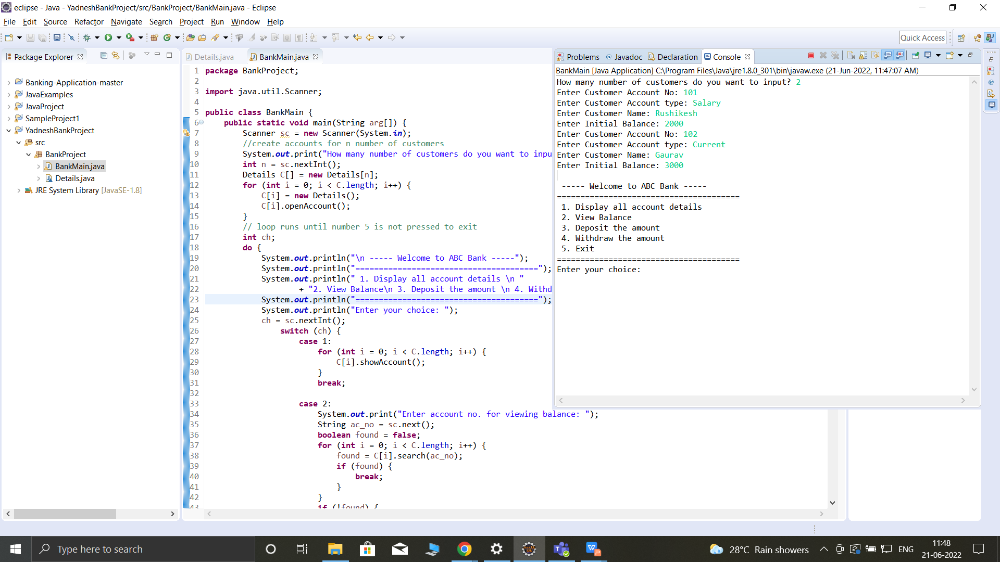 eclipse - Java - YadneshBankProject/src/BankProject/BankMain.java - Eclipse
File Edit Source Refactor Navigate Search Project Run Window Help
Quick Access
Package Explorer
Banking-Application-master
JavaExamples
JavaProject
SampleProject1
YadneshBankProject
src
BankProject
BankMain.java
Details.java
JRE System Library [JavaSE-1.8]
Details.java BankMain.java
1 package BankProject;
2
3 import java.util.Scanner;
4
5 public class BankMain {
6 public static void main(String arg[]) {
7 Scanner sc = new Scanner(System.in);
8 //create accounts for n number of customers
9 System.out.print("How many number of customers do you want to inpu
10 int n = sc.nextInt();
11 Details C[] = new Details[n];
12 for (int i = 0; i < C.length; i++) {
13 C[i] = new Details();
14 C[i].openAccount();
15 }
16 // loop runs until number 5 is not pressed to exit
17 int ch;
18 do {
19 System.out.println("\n ----- Welcome to ABC Bank -----");
20 System.out.println("=======================================");
21 System.out.println(" 1. Display all account details \n "
22 + "2. View Balance\n 3. Deposit the amount \n 4. Withd
23 System.out.println("=======================================");
24 System.out.println("Enter your choice: ");
25 ch = sc.nextInt();
26 switch (ch) {
27 case 1:
28 for (int i = 0; i < C.length; i++) {
29 C[i].showAccount();
30 }
31 break;
32
33 case 2:
34 System.out.print("Enter account no. for viewing balance: ");
35 String ac_no = sc.next();
36 boolean found = false;
37 for (int i = 0; i < C.length; i++) {
38 found = C[i].search(ac_no);
39 if (found) {
40 break;
41 }
42 }
43 if (!found) {
Problems Javadoc Declaration Console
BankMain [Java Application] C:\Program Files\Java\jre1.8.0_301\bin\javaw.exe (21-Jun-2022, 11:47:07 AM)
How many number of customers do you want to input? 2
Enter Customer Account No: 101
Enter Customer Account type: Salary
Enter Customer Name: Rushikesh
Enter Initial Balance: 2000
Enter Customer Account No: 102
Enter Customer Account type: Current
Enter Customer Name: Gaurav
Enter Initial Balance: 3000
----- Welcome to ABC Bank -----
=======================================
1. Display all account details
2. View Balance
3. Deposit the amount
4. Withdraw the amount
5. Exit
=======================================
Enter your choice:
Type here to search
28°C Rain showers
ENG
11:48
21-06-2022